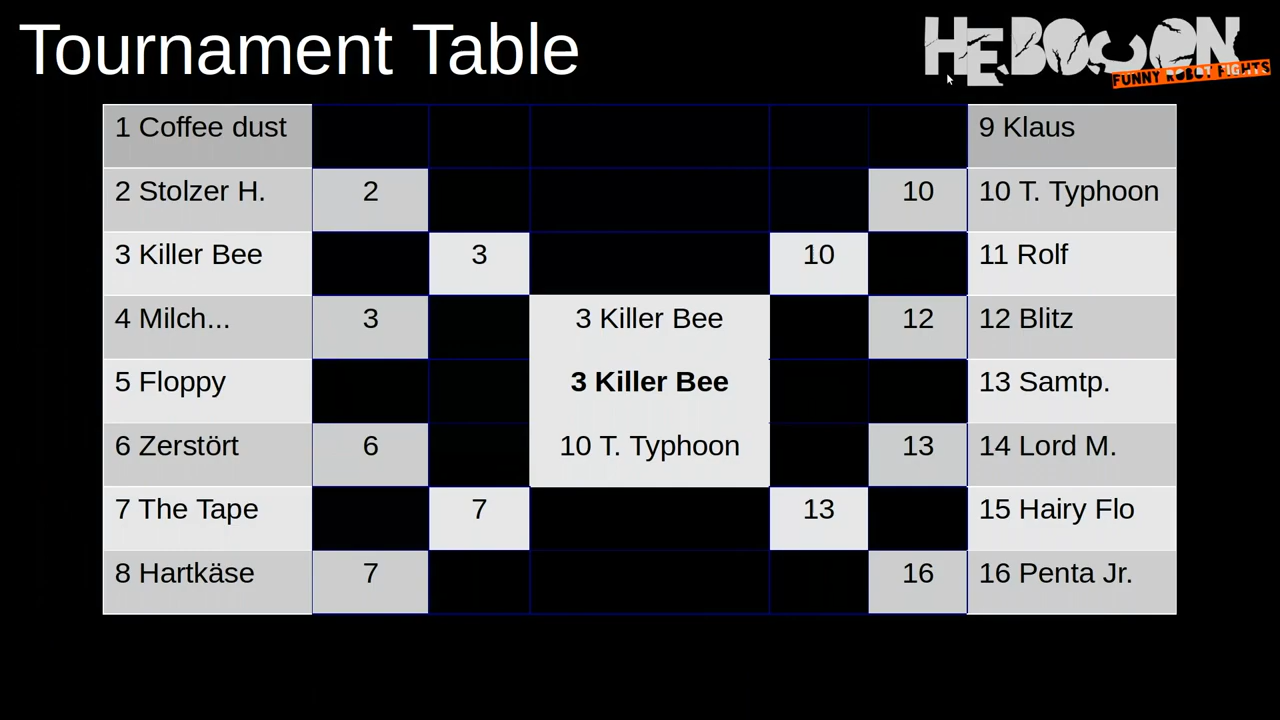 Tournament Table
HEBOCON
FUNNY ROBOT FIGHTS
1 Coffee dust 9 Klaus
2 Stolzer H. 2 10 10 T. Typhoon
3 Killer Bee 3 10 11 Rolf
4 Milch... 3 3 Killer Bee 12 12 Blitz
5 Floppy 3 Killer Bee 13 Samtp.
6 Zerstört 6 10 T. Typhoon 13 14 Lord M.
7 The Tape 7 13 15 Hairy Flo
8 Hartkäse 7 16 16 Penta Jr.